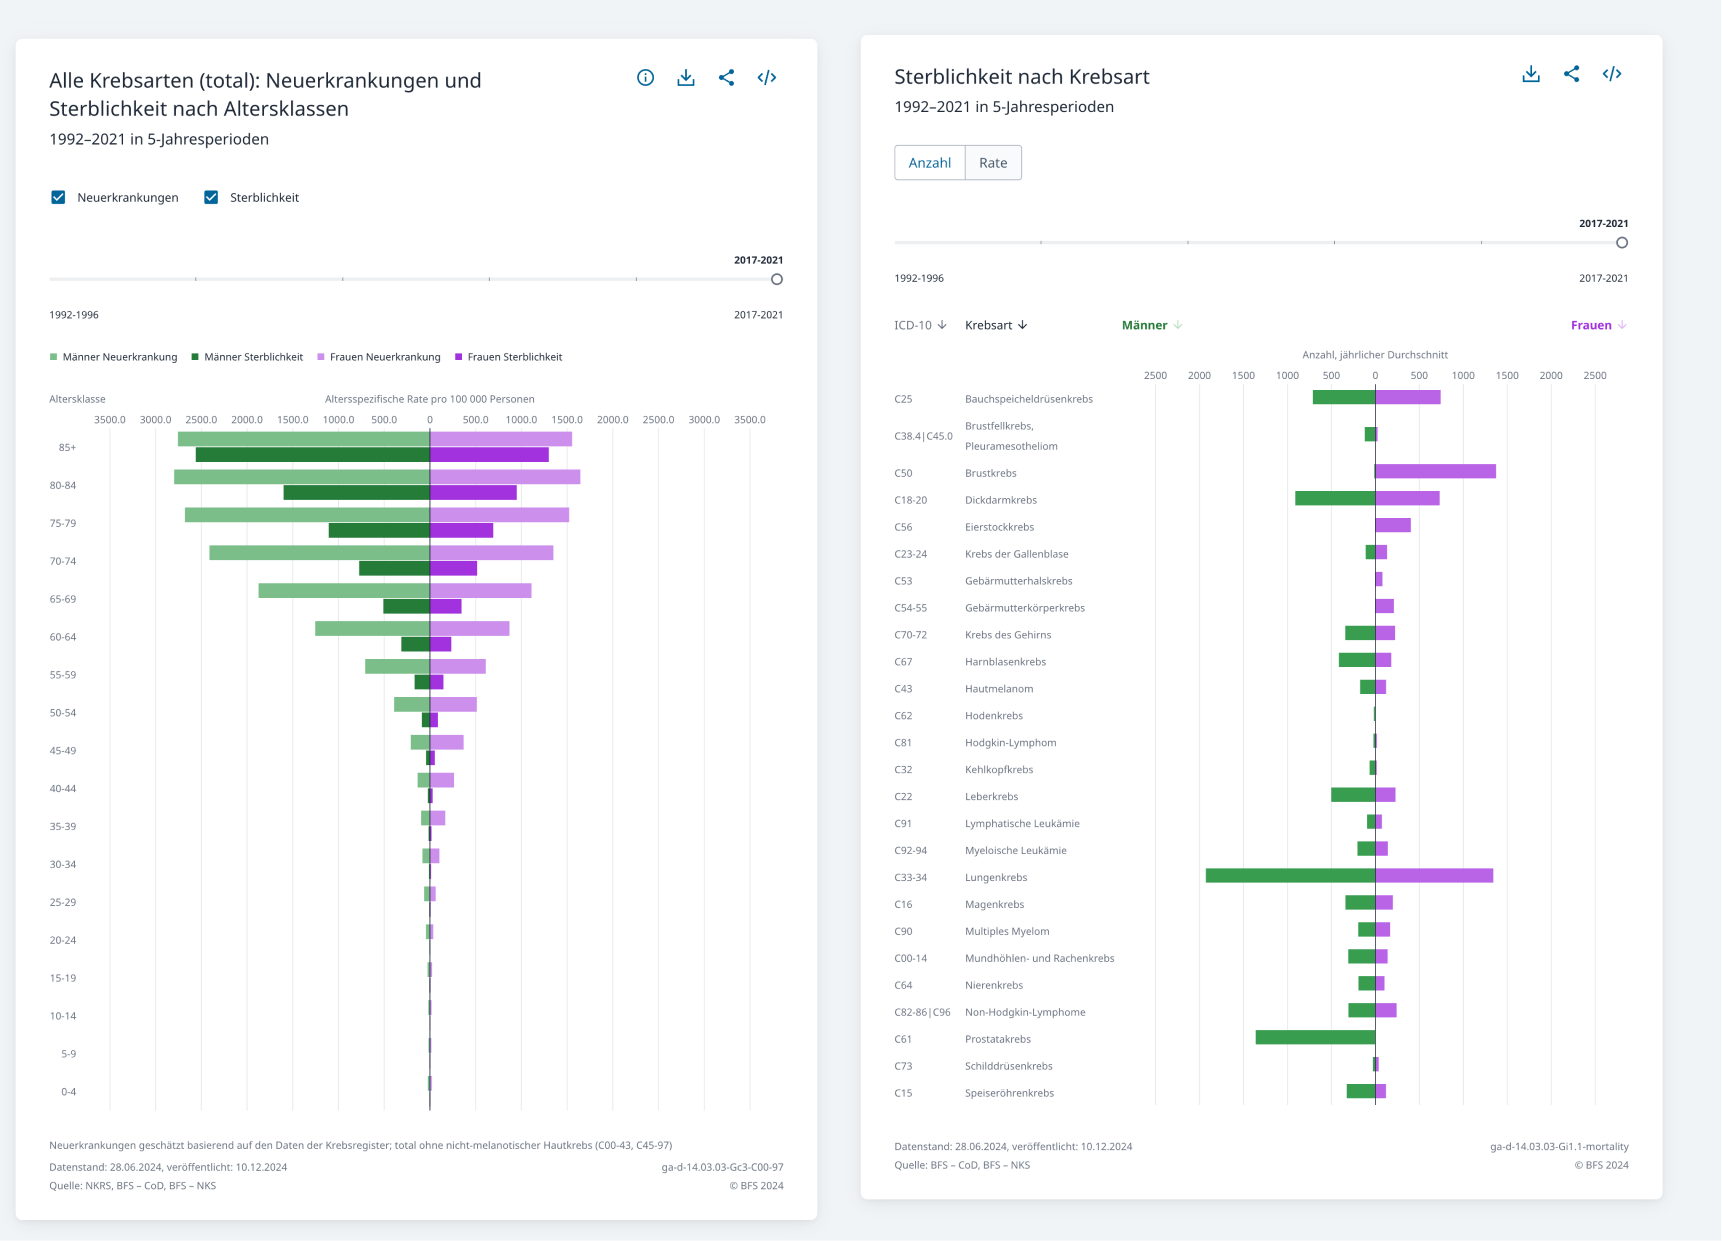 Alle Krebsarten (total): Neuerkrankungen und
Sterblichkeit nach Altersklassen
1992–2021 in 5-Jahresperioden
Neuerkrankungen Sterblichkeit
2017-2021
1992-1996 2017-2021
Männer Neuerkrankung Männer Sterblichkeit Frauen Neuerkrankung Frauen Sterblichkeit
Altersklasse Altersspezifische Rate pro 100 000 Personen
3500.0 3000.0 2500.0 2000.0 1500.0 1000.0 500.0 0 500.0 1000.0 1500.0 2000.0 2500.0 3000.0 3500.0
85+
80-84
75-79
70-74
65-69
60-64
55-59
50-54
45-49
40-44
35-39
30-34
25-29
20-24
15-19
10-14
5-9
0-4
Neuerkrankungen geschätzt basierend auf den Daten der Krebsregister; total ohne nicht-melanotischer Hautkrebs (C00-43, C45-97)
Datenstand: 28.06.2024, veröffentlicht: 10.12.2024 ga-d-14.03.03-Gc3-C00-97
Quelle: NKRS, BFS – CoD, BFS – NKS © BFS 2024
Sterblichkeit nach Krebsart
1992–2021 in 5-Jahresperioden
Anzahl Rate
2017-2021
1992-1996 2017-2021
ICD-10 Krebsart Männer Frauen
Anzahl, jährlicher Durchschnitt
2500 2000 1500 1000 500 0 500 1000 1500 2000 2500
C25 Bauchspeicheldrüsenkrebs
C38.4|C45.0 Brustfellkrebs,
Pleuramesotheliom
C50 Brustkrebs
C18-20 Dickdarmkrebs
C56 Eierstockkrebs
C23-24 Krebs der Gallenblase
C53 Gebärmutterhalskrebs
C54-55 Gebärmutterkörperkrebs
C70-72 Krebs des Gehirns
C67 Harnblasenkrebs
C43 Hautmelanom
C62 Hodenkrebs
C81 Hodgkin-Lymphom
C32 Kehlkopfkrebs
C22 Leberkrebs
C91 Lymphatische Leukämie
C92-94 Myeloische Leukämie
C33-34 Lungenkrebs
C16 Magenkrebs
C90 Multiples Myelom
C00-14 Mundhöhlen- und Rachenkrebs
C64 Nierenkrebs
C82-86|C96 Non-Hodgkin-Lymphome
C61 Prostatakrebs
C73 Schilddrüsenkrebs
C15 Speiseröhrenkrebs
Datenstand: 28.06.2024, veröffentlicht: 10.12.2024 ga-d-14.03.03-Gi1.1-mortality
Quelle: BFS – CoD, BFS – NKS © BFS 2024